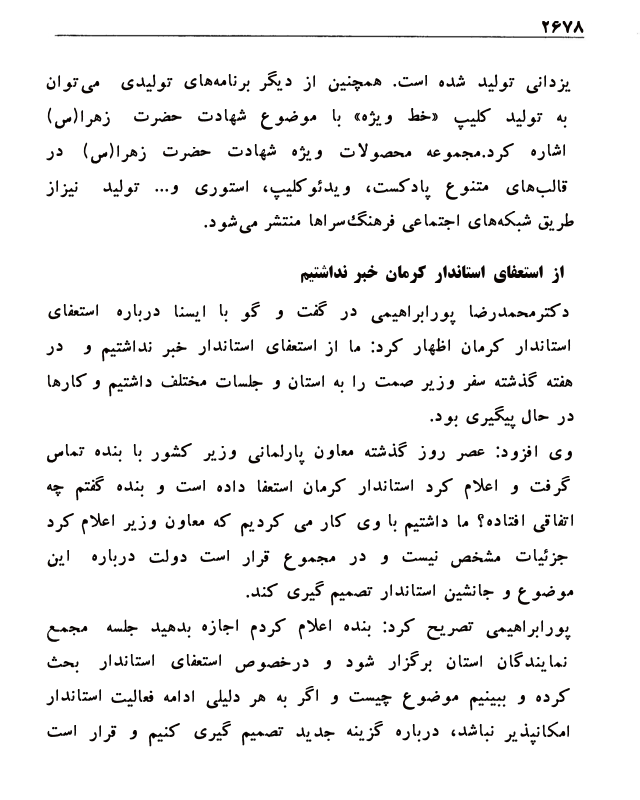 ۲۶۷۸
یزدانی تولید شده است. همچنین از دیگر برنامه‌های تولیدی می‌توان
به تولید کلیپ «خط ویژه» با موضوع شهادت حضرت زهرا(س)
اشاره کرد.مجموعه محصولات ویژه شهادت حضرت زهرا(س) در
قالب‌های متنوع پادکست، ویدئوکلیپ، استوری و... تولید نیزاز
طریق شبکه‌های اجتماعی فرهنگ‌سراها منتشر می‌شود.
از استعفای استاندار کرمان خبر نداشتیم
دکترمحمدرضا پورابراهیمی در گفت و گو با ایسنا درباره استعفای
استاندار کرمان اظهار کرد: ما از استعفای استاندار خبر نداشتیم و در
هفته گذشته سفر وزیر صمت را به استان و جلسات مختلف داشتیم و کارها
در حال پیگیری بود.
وی افزود: عصر روز گذشته معاون پارلمانی وزیر کشور با بنده تماس
گرفت و اعلام کرد استاندار کرمان استعفا داده است و بنده گفتم چه
اتفاقی افتاده؟ ما داشتیم با وی کار می کردیم که معاون وزیر اعلام کرد
جزئیات مشخص نیست و در مجموع قرار است دولت درباره این
موضوع و جانشین استاندار تصمیم گیری کند.
پورابراهیمی تصریح کرد: بنده اعلام کردم اجازه بدهید جلسه مجمع
نمایندگان استان برگزار شود و درخصوص استعفای استاندار بحث
کرده و ببینیم موضوع چیست و اگر به هر دلیلی ادامه فعالیت استاندار
امکانپذیر نباشد، درباره گزینه جدید تصمیم گیری کنیم و قرار است